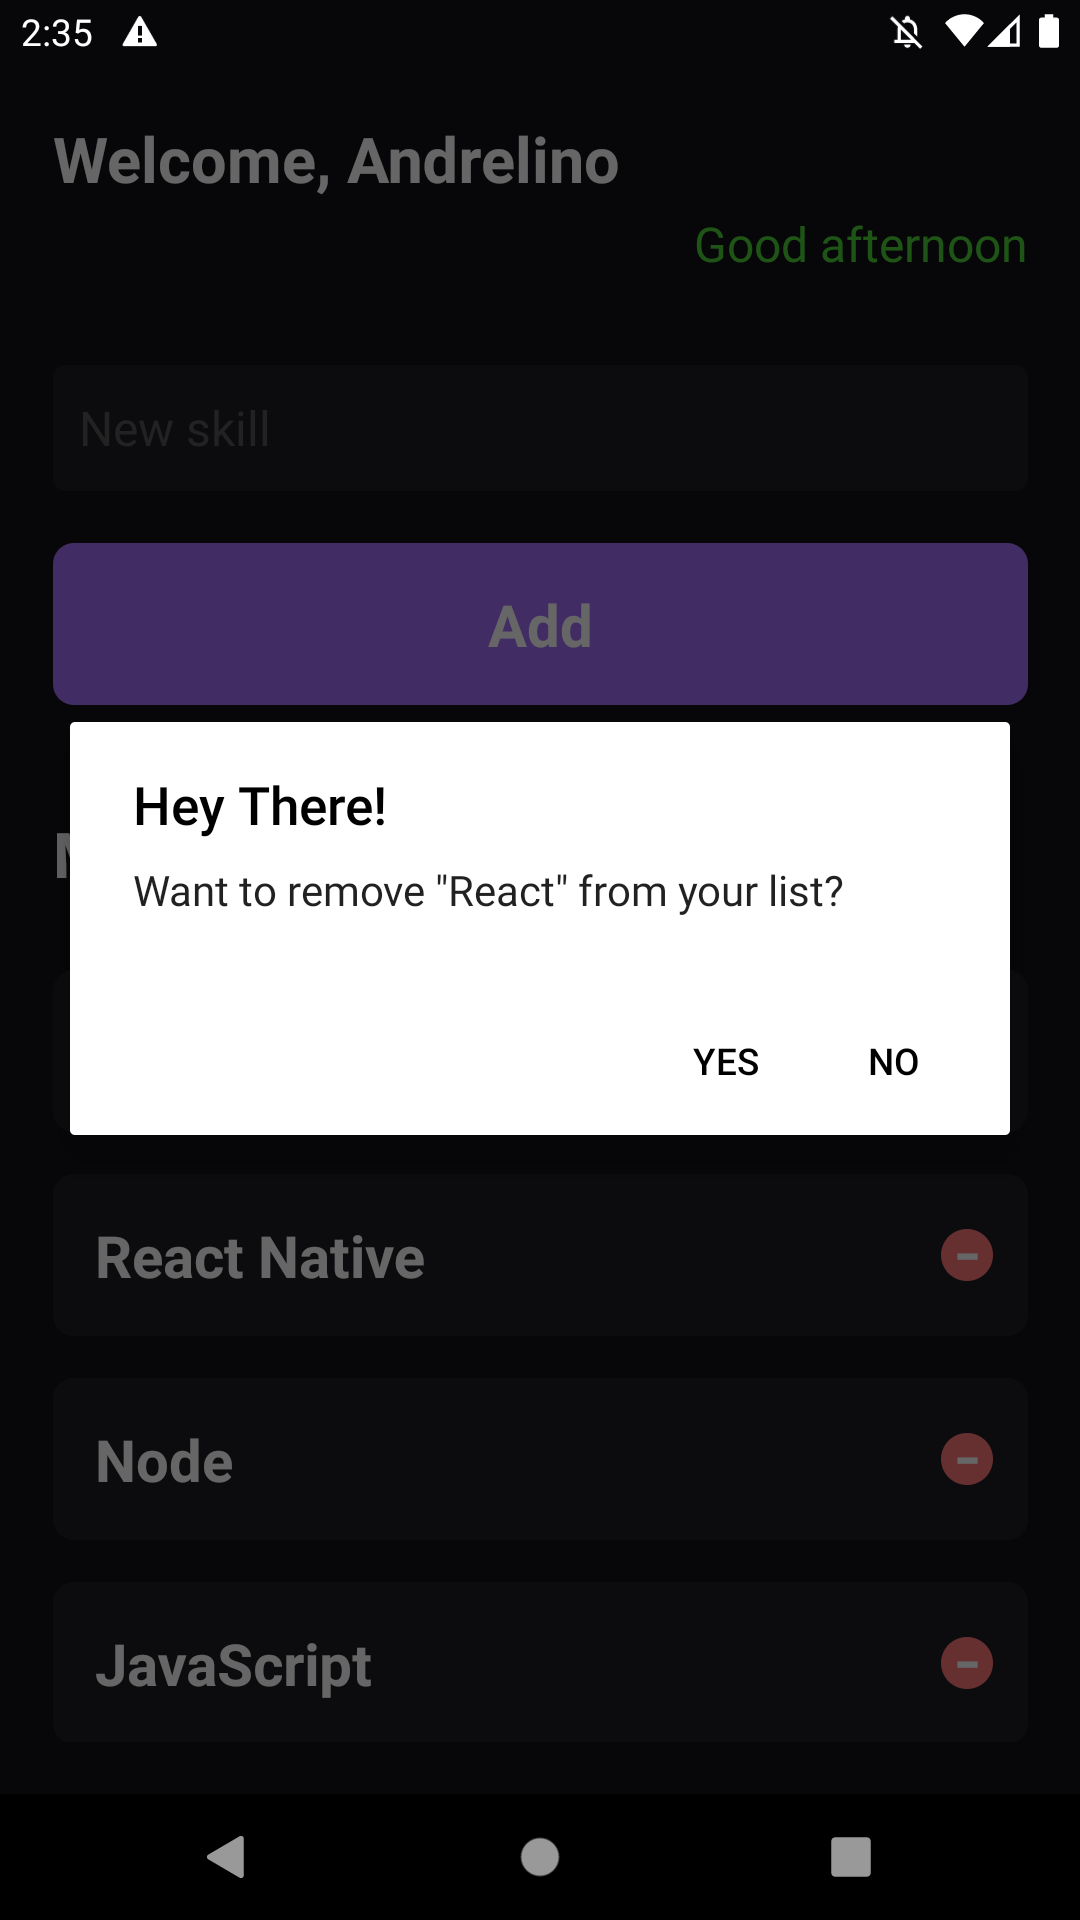 2:35
Welcome, Andrelino
Good afternoon
New skill
Add
Hey There!
Want to remove "React" from your list?
YES NO
React Native
Node
JavaScript